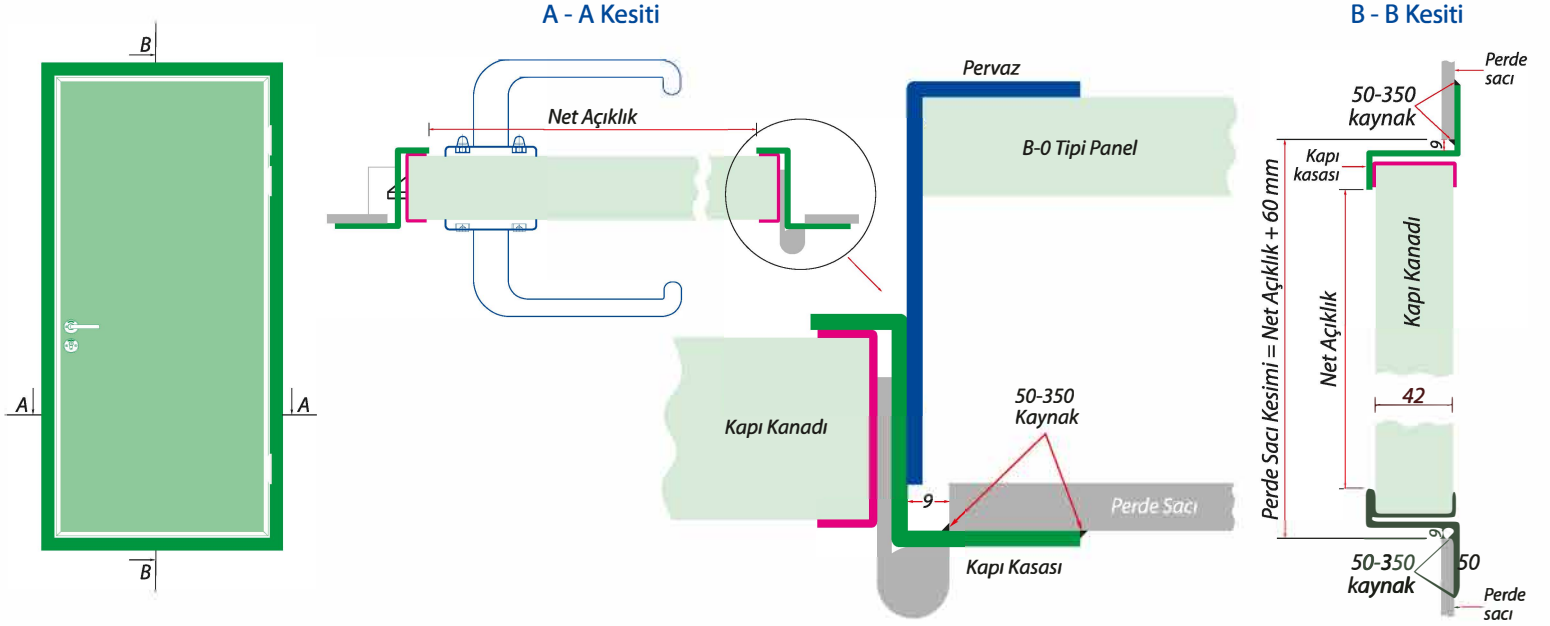 A - A Kesiti
B - B Kesiti
B
A
A
B
Net Açıklık
Pervaz
B-0 Tipi Panel
Kapı Kanadı
50-350
Kaynak
9
Perde Sacı
Kapı Kasası
Perde
sacı
50-350
kaynak
9
Kapı
kasası
Perde Sacı Kesimi = Net Açıklık + 60 mm
Net Açıklık
Kapı Kanadı
42
9
50-350
kaynak
50
Perde
sacı